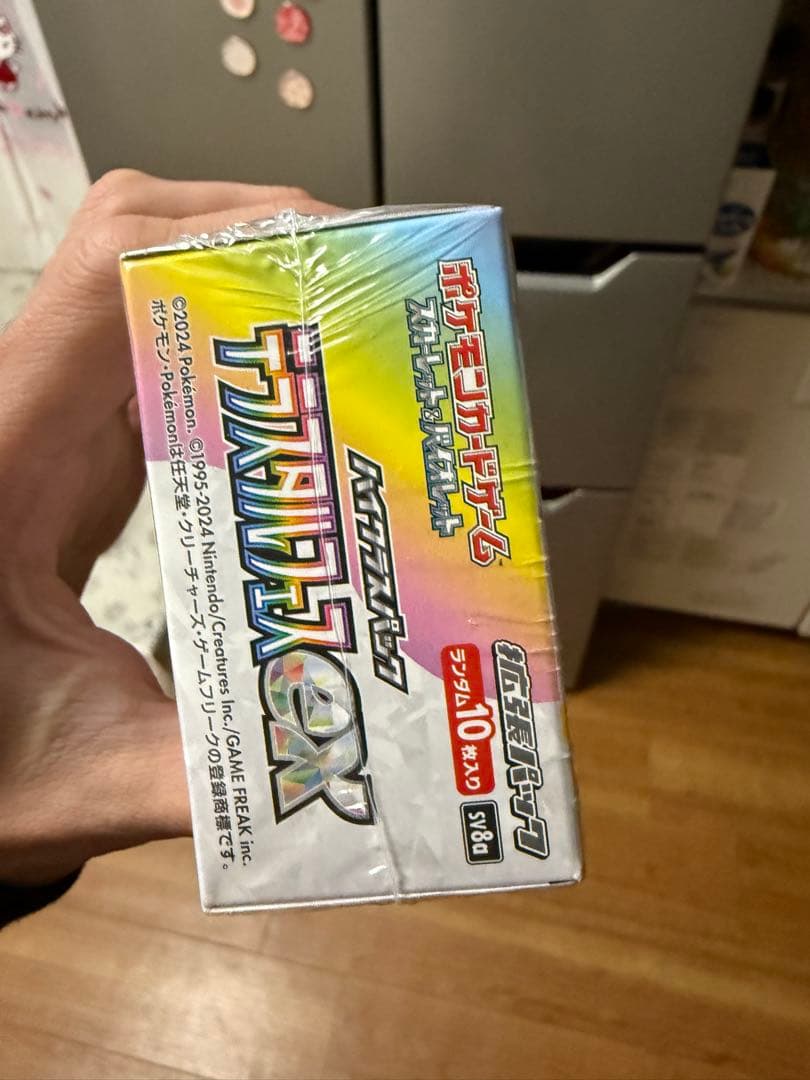 ポケモンカードゲーム
スカーレット&バイオレット
拡張パック
ランダム10枚入り
sv8a
ハイクラスパック
テラスタルフェスex
©2024 Pokémon. ©1995-2024 Nintendo/Creatures Inc./GAME FREAK inc.
ポケモン・Pokémonは任天堂・クリーチャーズ・ゲームフリークの登録商標です。